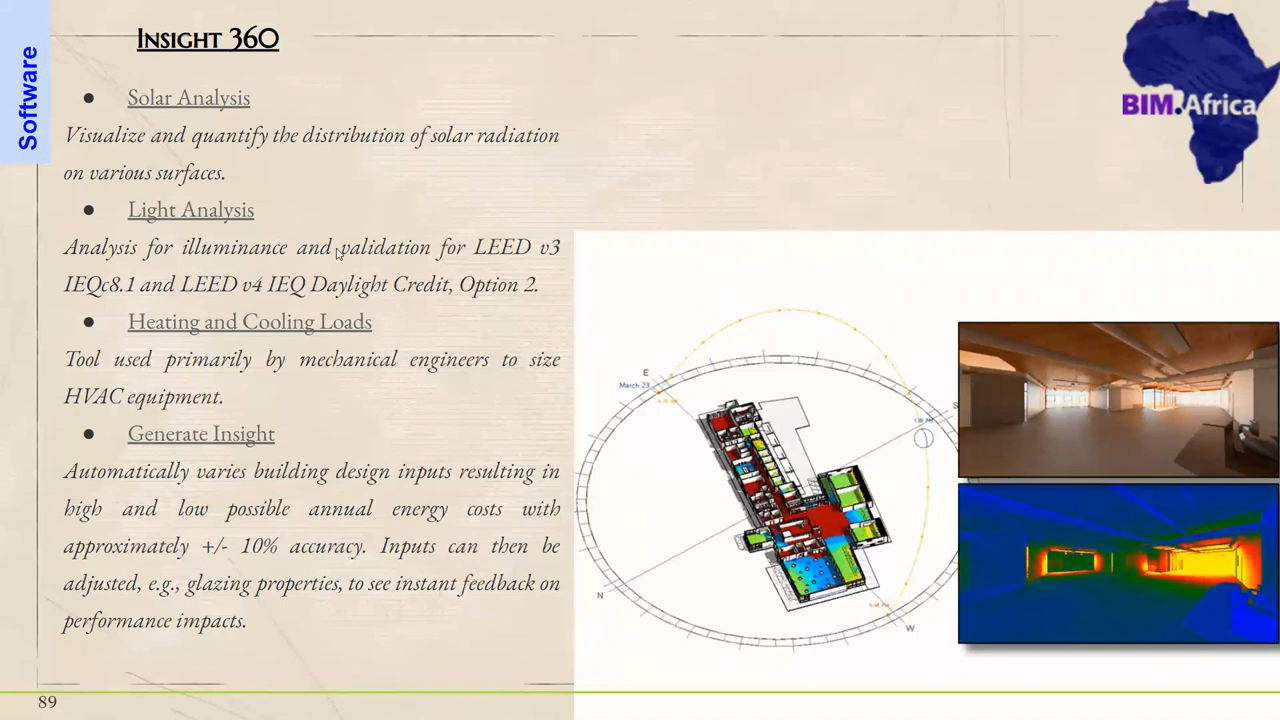 Insight 360
Software
BIM.Africa
● Solar Analysis
Visualize and quantify the distribution of solar radiation
on various surfaces.
● Light Analysis
Analysis for illuminance and validation for LEED v3
IEQc8.1 and LEED v4 IEQ Daylight Credit, Option 2.
● Heating and Cooling Loads
Tool used primarily by mechanical engineers to size
HVAC equipment.
● Generate Insight
Automatically varies building design inputs resulting in
high and low possible annual energy costs with
approximately +/- 10% accuracy. Inputs can then be
adjusted, e.g., glazing properties, to see instant feedback on
performance impacts.
E
March 23
S
N
W
89